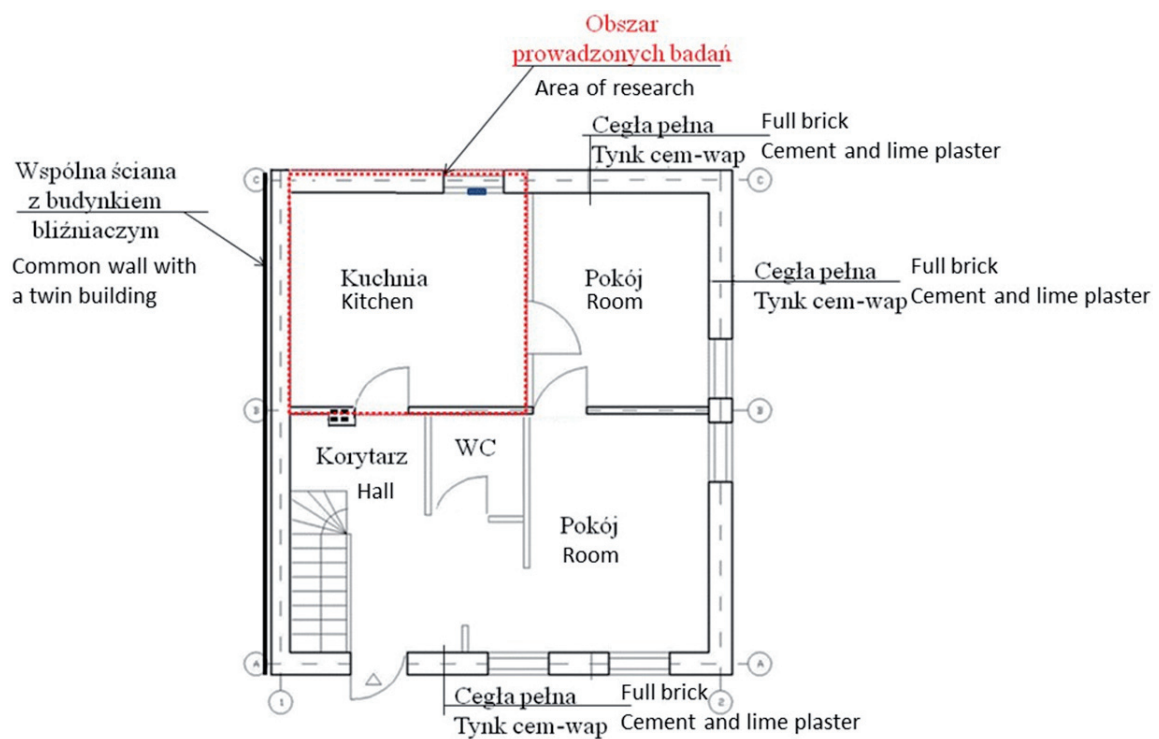 Obszar
prowadzonych badań
Area of research
Cegła pełna
Tynk cem-wap
Full brick
Cement and lime plaster
Wspólna ściana
z budynkiem
bliźniaczym
Common wall with
a twin building
C
C
Kuchnia
Kitchen
Pokój
Room
Cegła pełna
Tynk cem-wap
Full brick
Cement and lime plaster
B
B
Korytarz
Hall
WC
Pokój
Room
A
A
1
2
Cegła pełna
Tynk cem-wap
Full brick
Cement and lime plaster